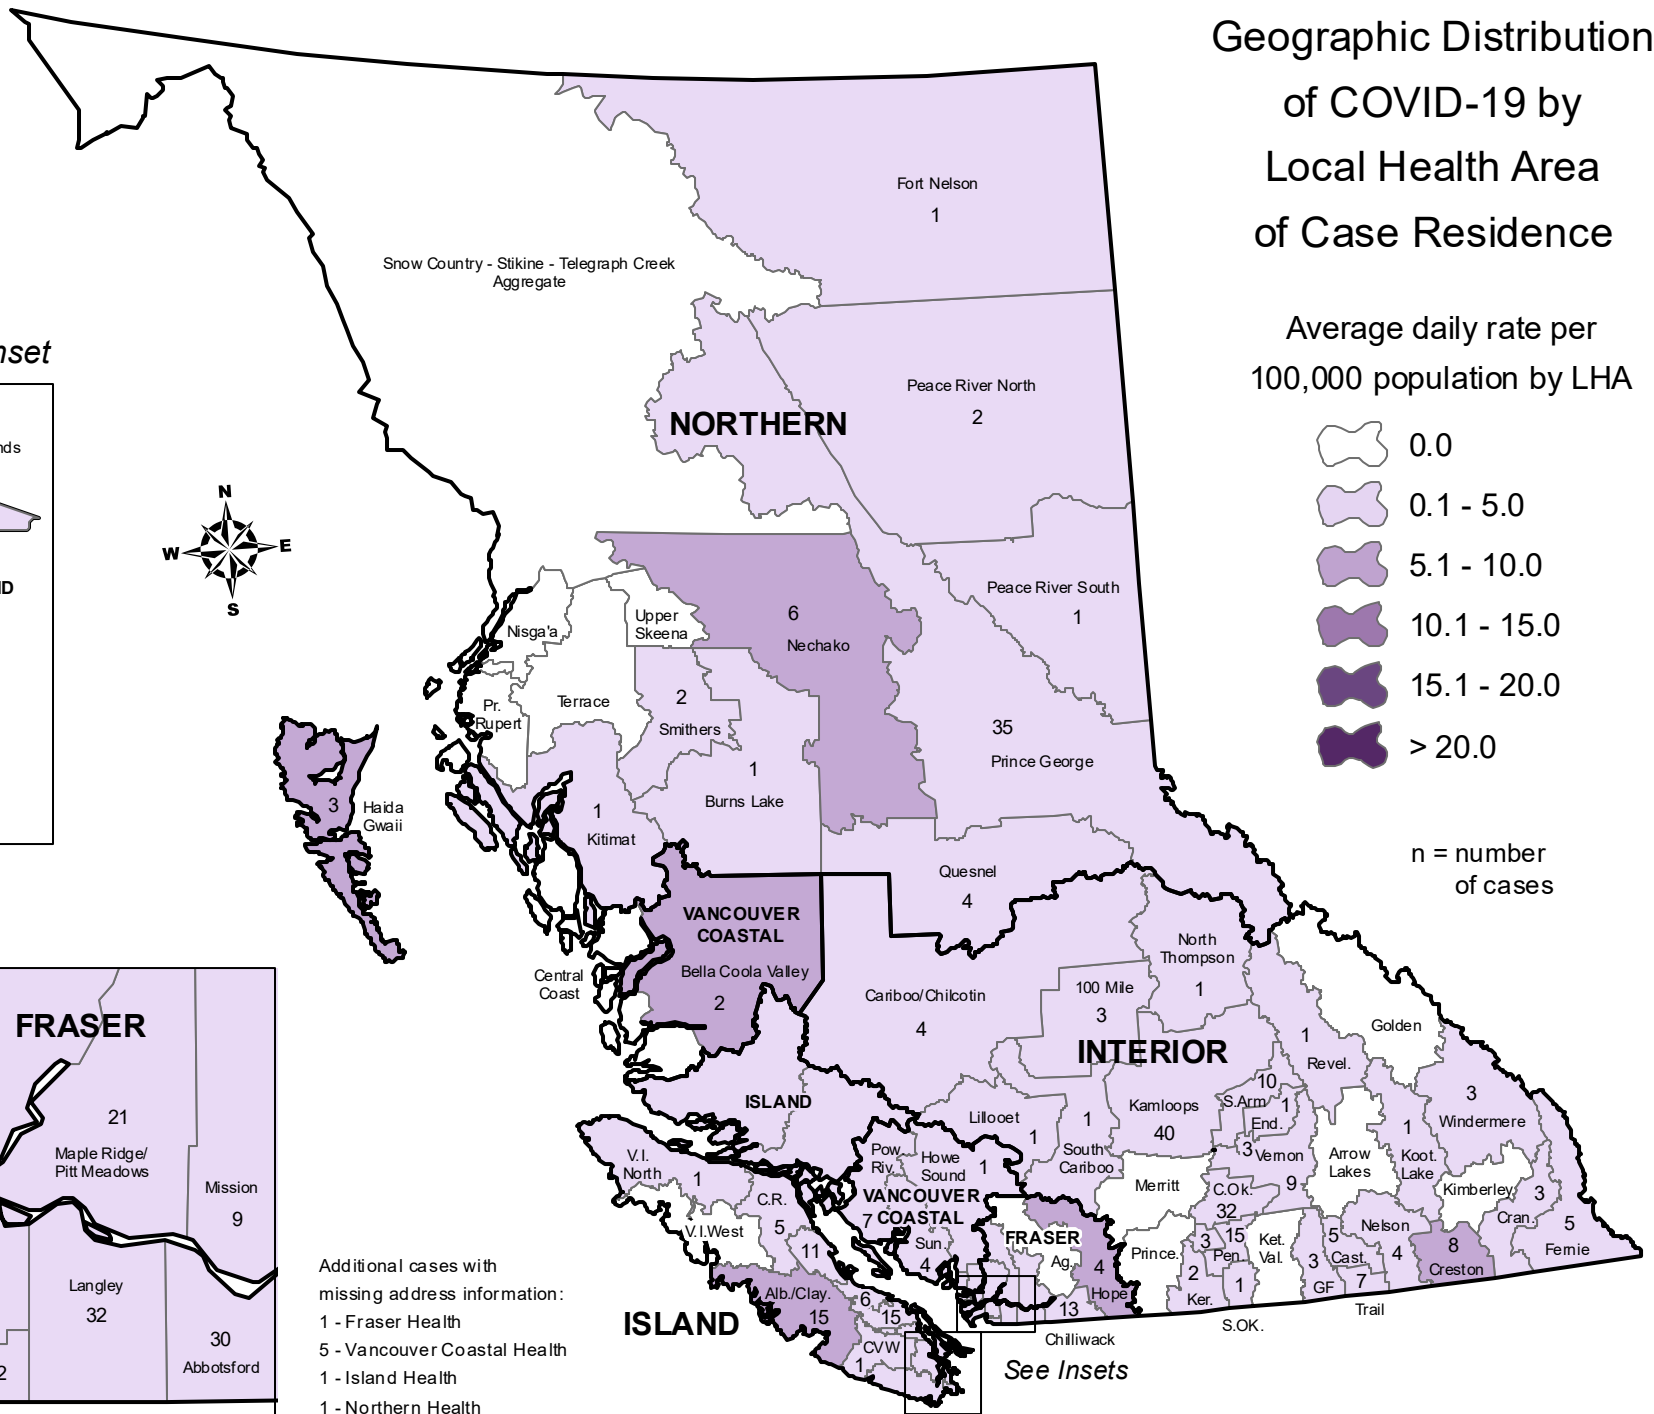 Geographic Distribution
of COVID-19 by
Local Health Area
of Case Residence
Average daily rate per
100,000 population by LHA
0.0
0.1 - 5.0
5.1 - 10.0
10.1 - 15.0
15.1 - 20.0
> 20.0
n = number
of cases
Fort Nelson
1
Snow Country - Stikine - Telegraph Creek
Aggregate
Peace River North
2
NORTHERN
N
W
E
S
Peace River South
1
6
Nechako
Upper
Skeena
Nisga'a
Terrace
Pr.
Rupert
2
Smithers
35
Prince George
1
Burns Lake
3
Haida
Gwaii
1
Kitimat
Quesnel
4
VANCOUVER
COASTAL
Bella Coola Valley
2
Central
Coast
Cariboo/Chilcotin
4
North
Thompson
1
100 Mile
3
INTERIOR
Golden
1
Revel.
3
Windermere
ISLAND
Lillooet
1
1
South
Cariboo
Kamloops
40
10
S.Arm
1
End.
3
Vernon
9
Arrow
Lakes
1
Koot.
Lake
Kimberley
3
Cran.
5
Fernie
Merritt
C.Ok.
32
V.I.
North
1
C.R.
5
V.I.West
11
Pow.
Riv.
7
Howe
Sound
1
VANCOUVER
COASTAL
Sun.
4
FRASER
Ag.
4
Hope
13
Chilliwack
Prince.
3
15
Pen.
2
Ker.
1
S.OK.
Ket.
Val.
3
GF
5
Cast.
7
Trail
Nelson
4
8
Creston
Alb./Clay.
15
6
15
CVW
1
ISLAND
See Insets
nset
nds
ID
FRASER
21
Maple Ridge/
Pitt Meadows
Mission
9
Langley
32
30
Abbotsford
2
Additional cases with
missing address information:
1 - Fraser Health
5 - Vancouver Coastal Health
1 - Island Health
1 - Northern Health